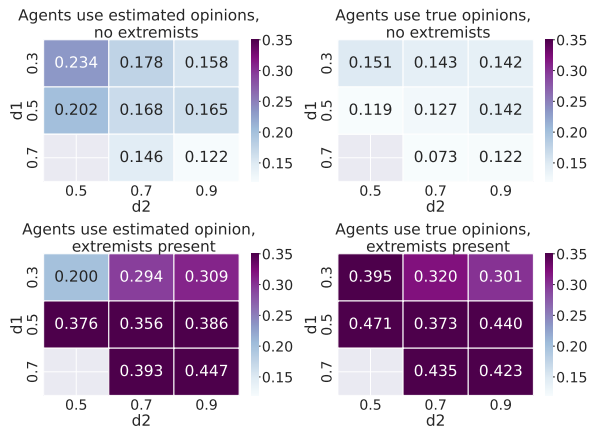 Agents use estimated opinions,
no extremists
0.3 0.234 0.178 0.158
0.5 0.202 0.168 0.165
0.7 0.146 0.122
d1
0.5 0.7 0.9
d2
0.35
0.30
0.25
0.20
0.15
Agents use true opinions,
no extremists
0.3 0.151 0.143 0.142
0.5 0.119 0.127 0.142
0.7 0.073 0.122
d1
0.5 0.7 0.9
d2
0.35
0.30
0.25
0.20
0.15
Agents use estimated opinion,
extremists present
0.3 0.200 0.294 0.309
0.5 0.376 0.356 0.386
0.7 0.393 0.447
d1
0.5 0.7 0.9
d2
0.35
0.30
0.25
0.20
0.15
Agents use true opinions,
extremists present
0.3 0.395 0.320 0.301
0.5 0.471 0.373 0.440
0.7 0.435 0.423
d1
0.5 0.7 0.9
d2
0.35
0.30
0.25
0.20
0.15